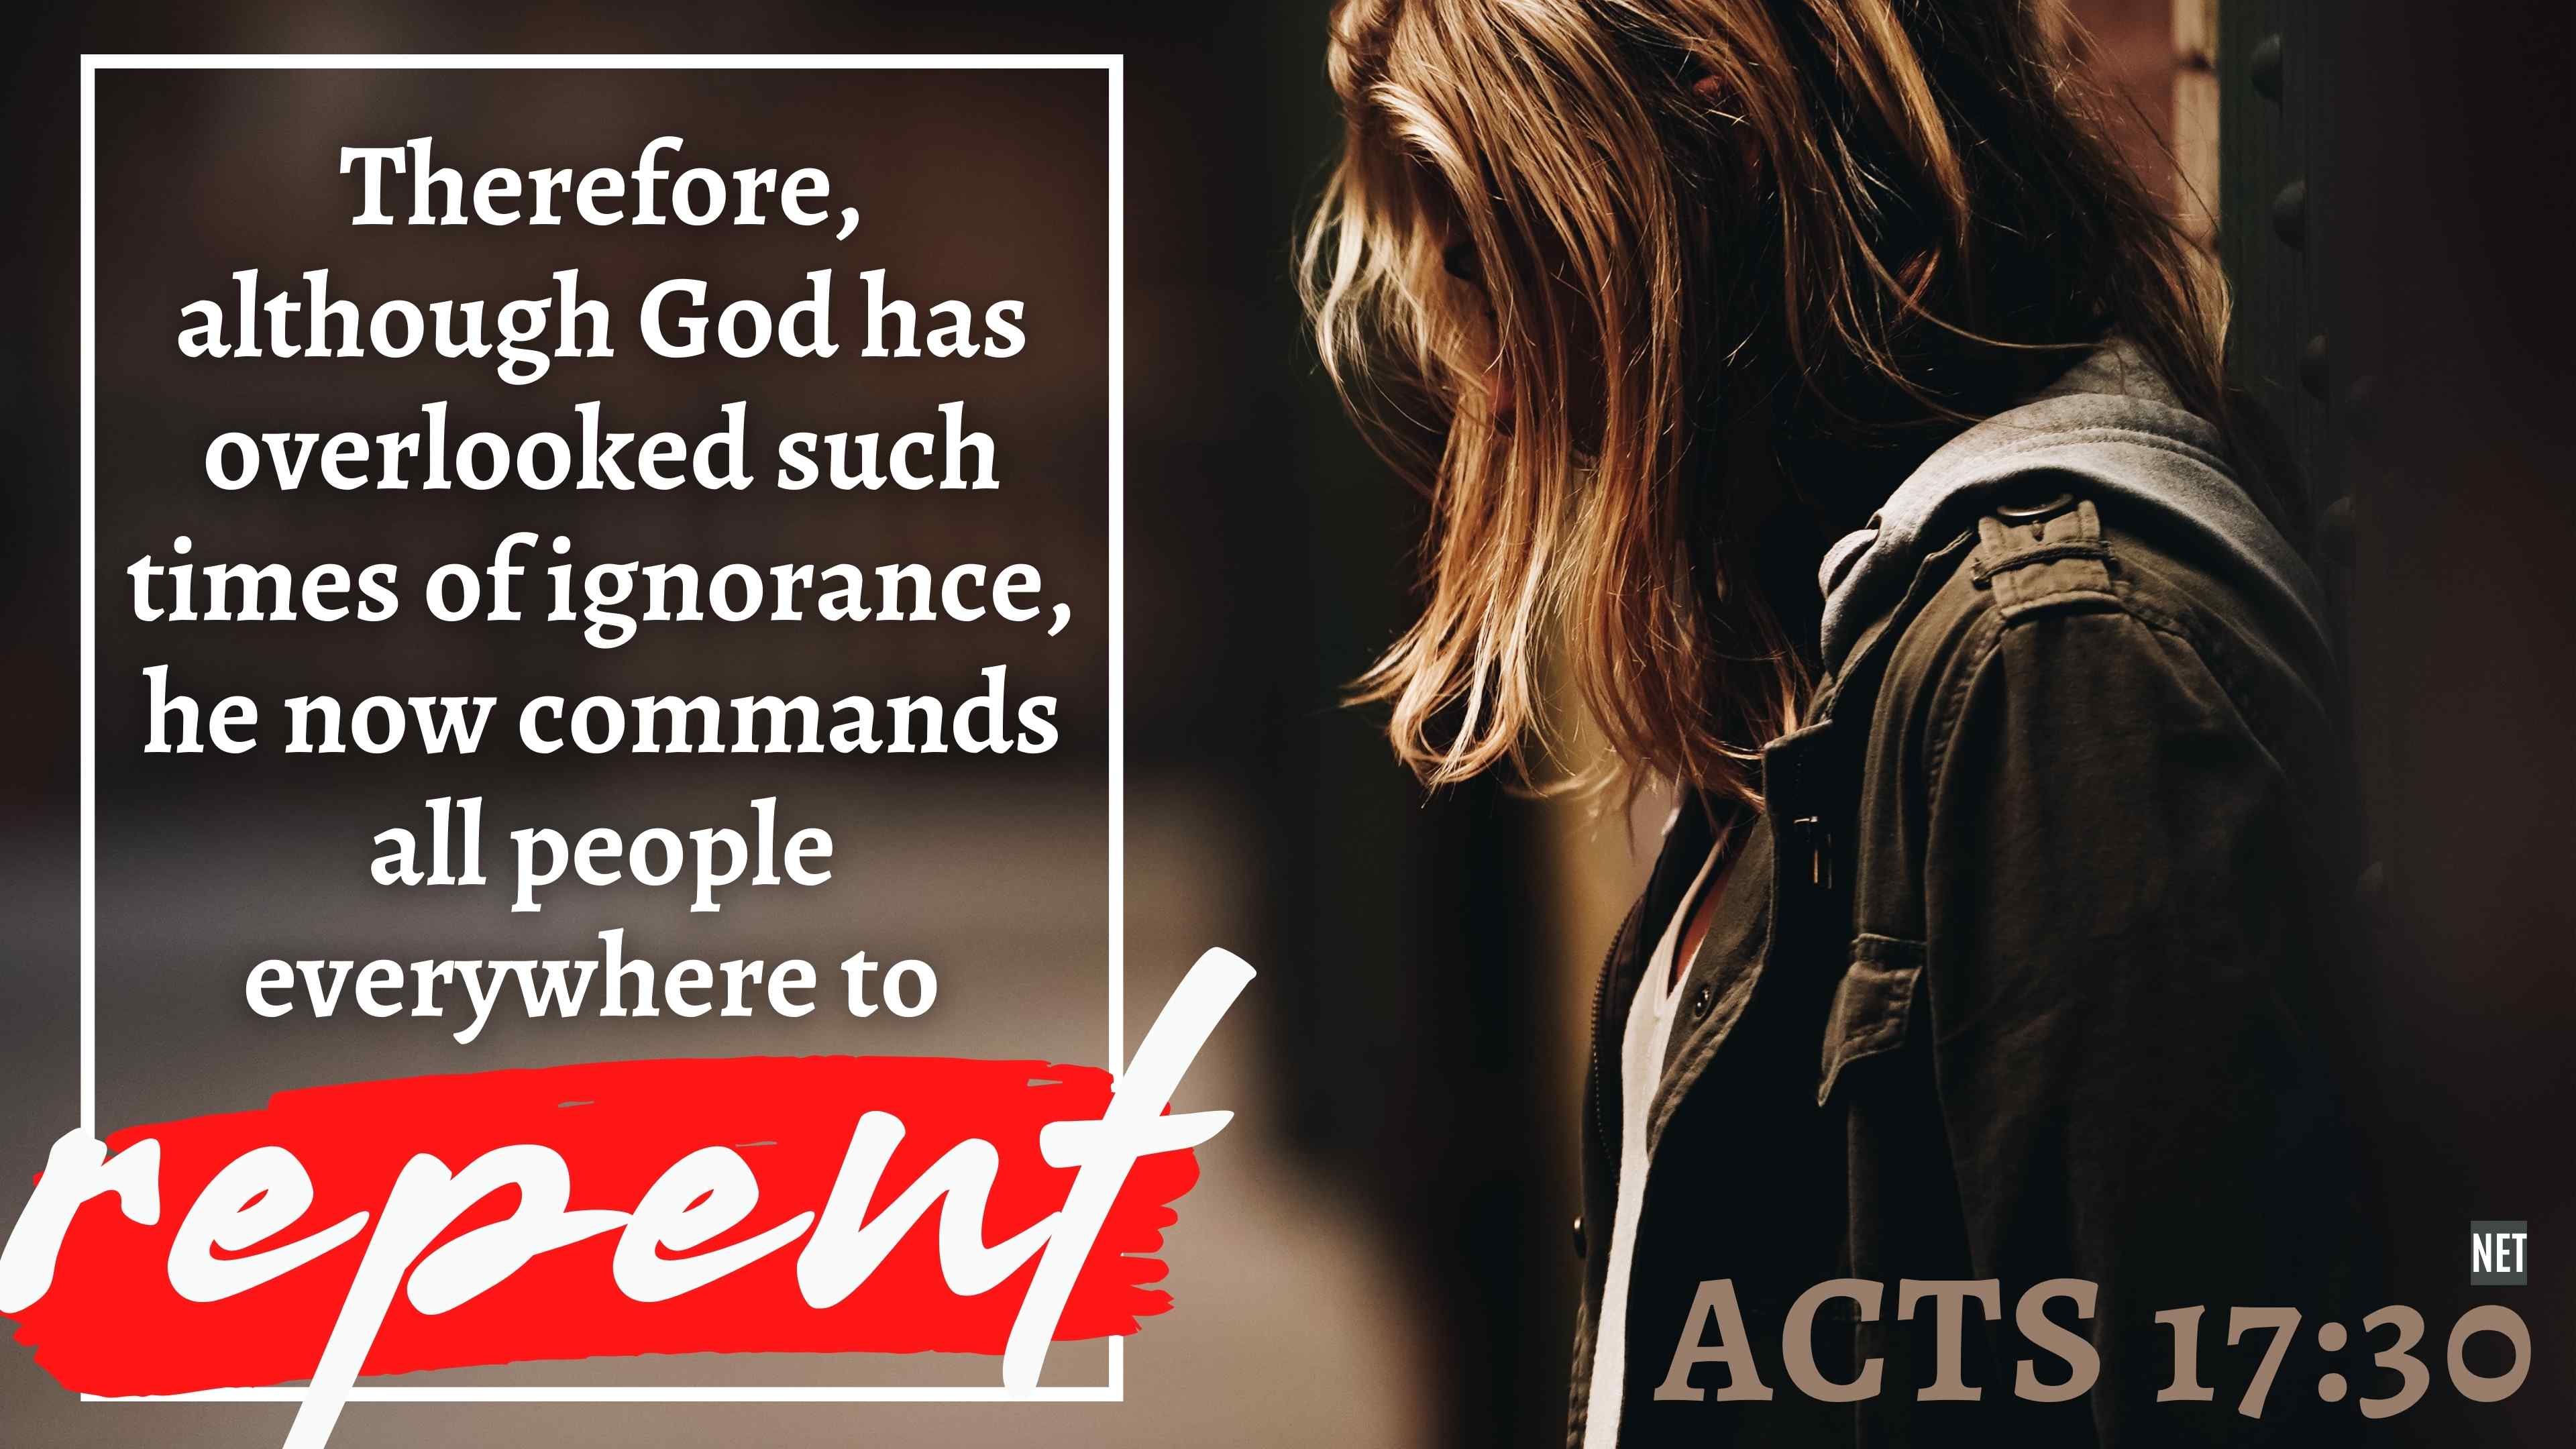 Therefore,
although God has
overlooked such
times of ignorance,
he now commands
all people
everywhere to
repent
NET
ACTS 17:30